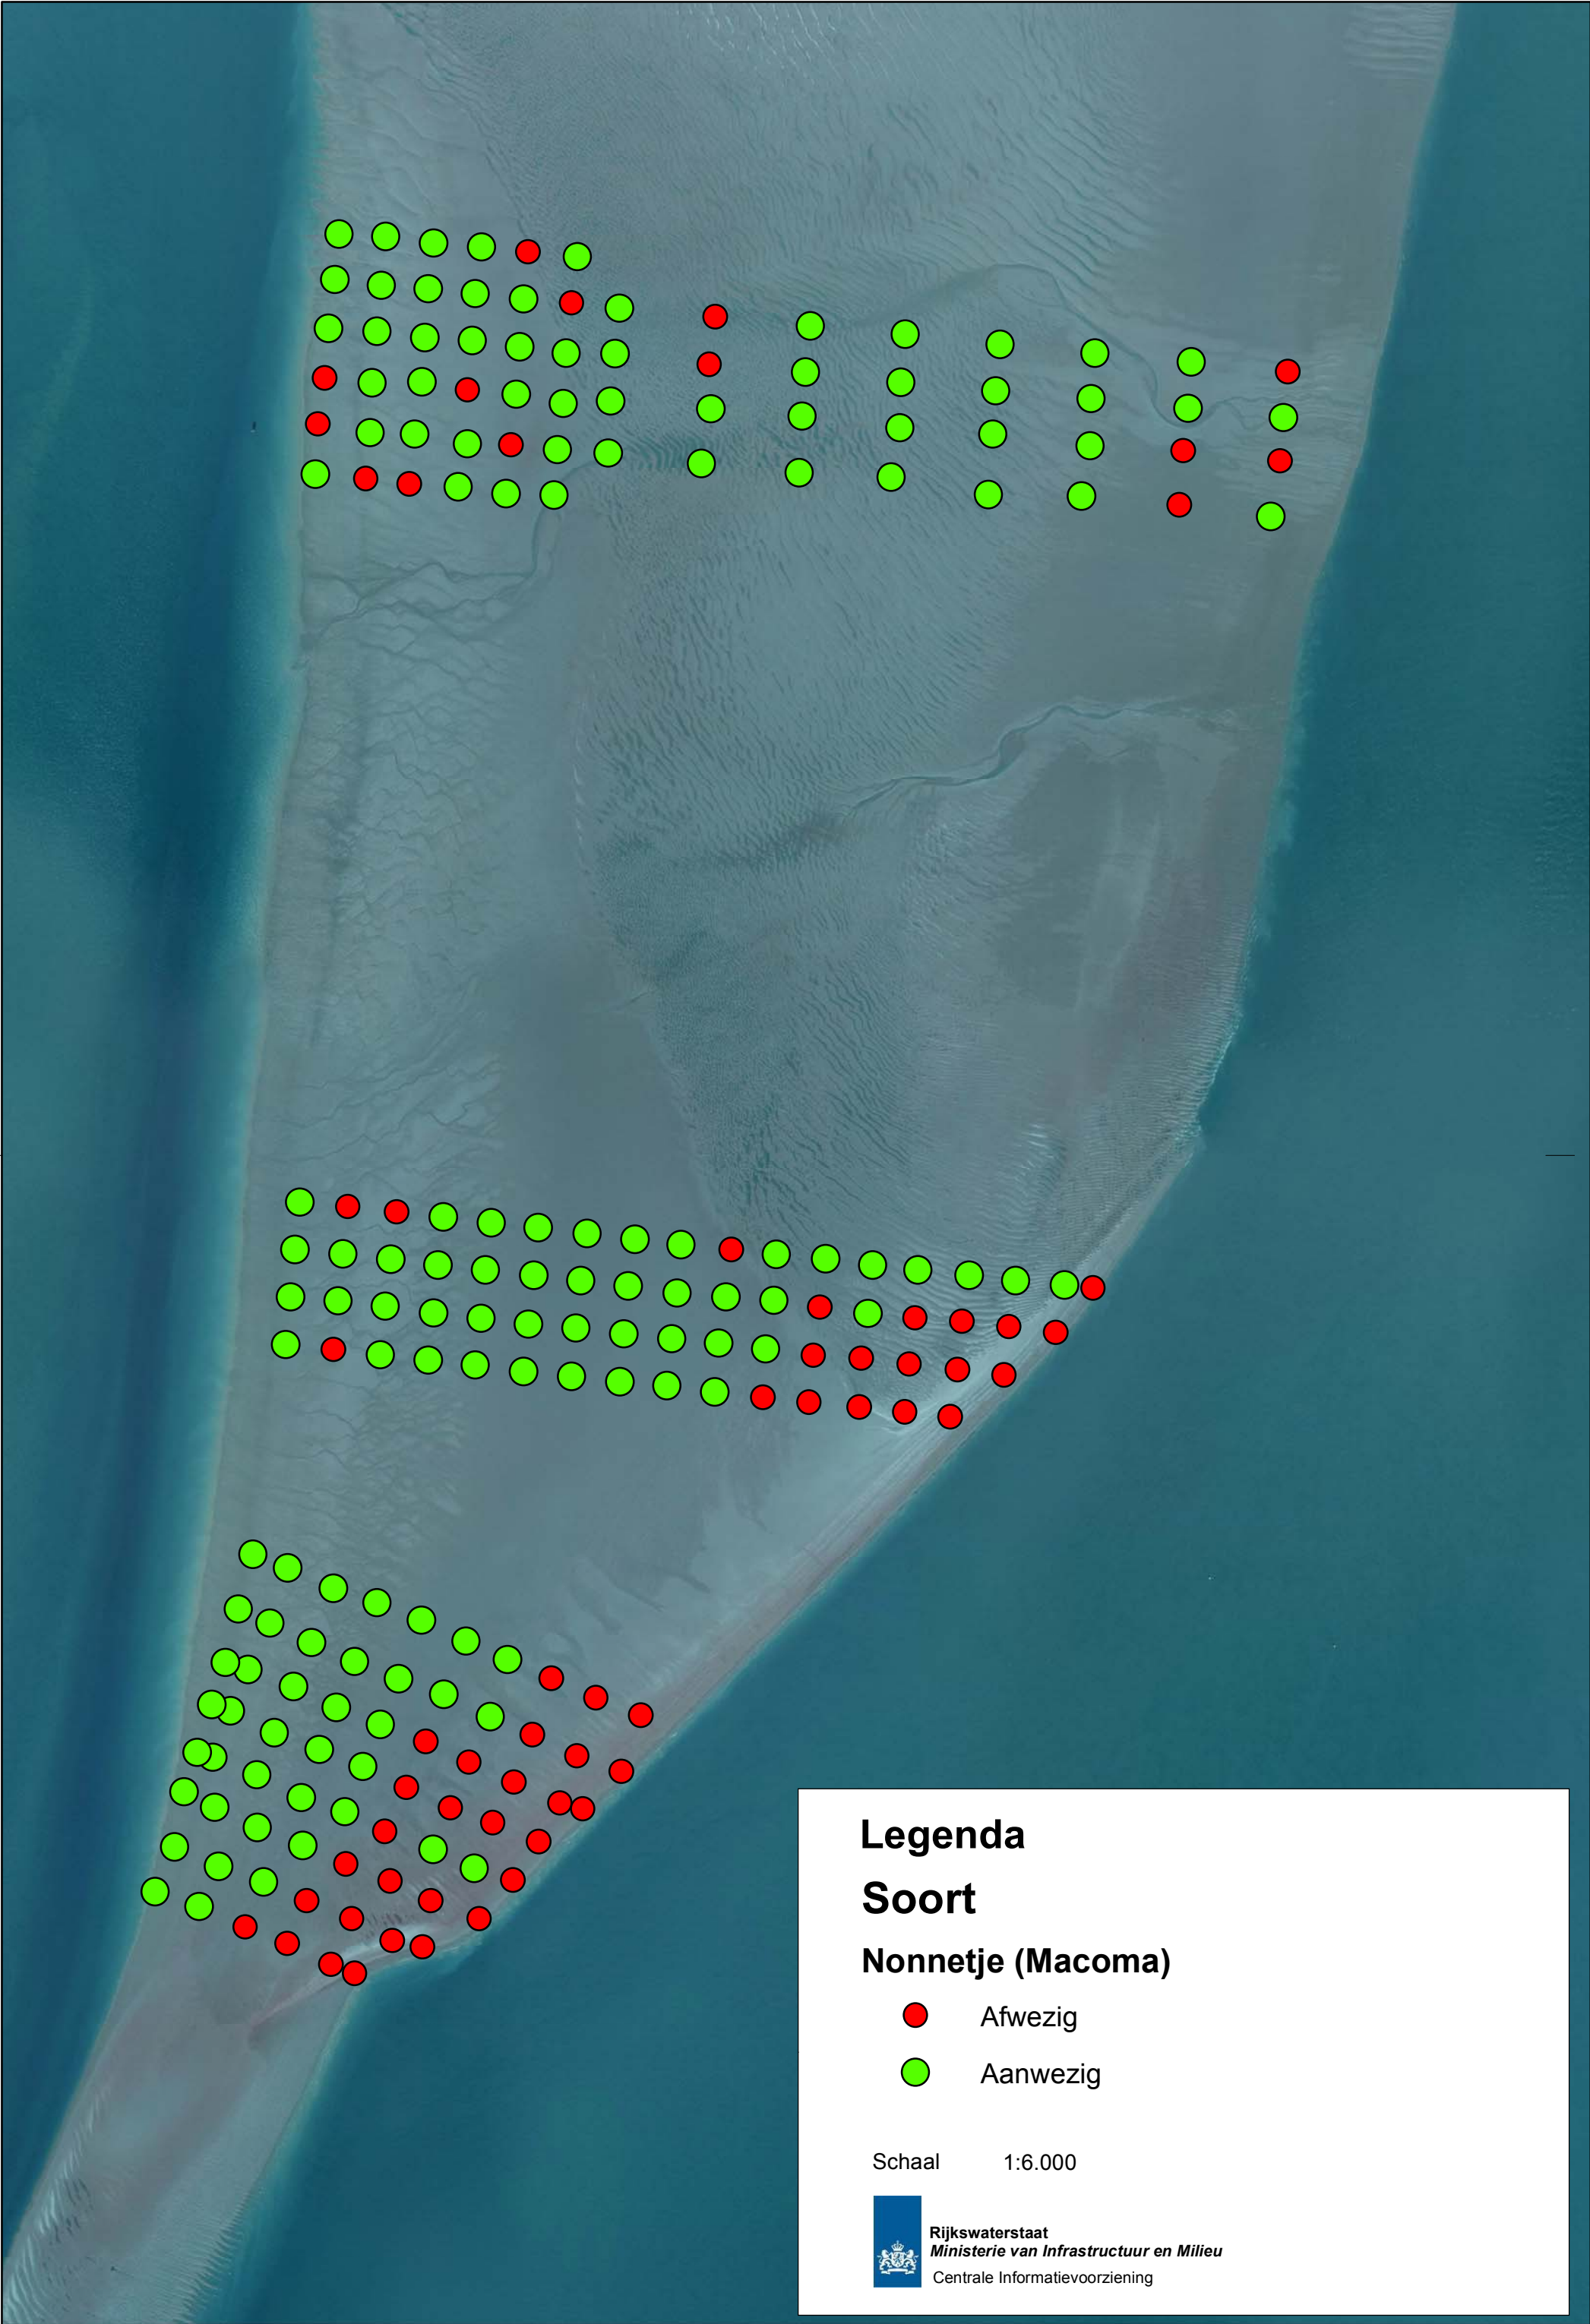 Legenda
Soort
Nonnetje (Macoma)
Afwezig
Aanwezig
Schaal 1:6.000
Rijkswaterstaat
Ministerie van Infrastructuur en Milieu
Centrale Informatievoorziening